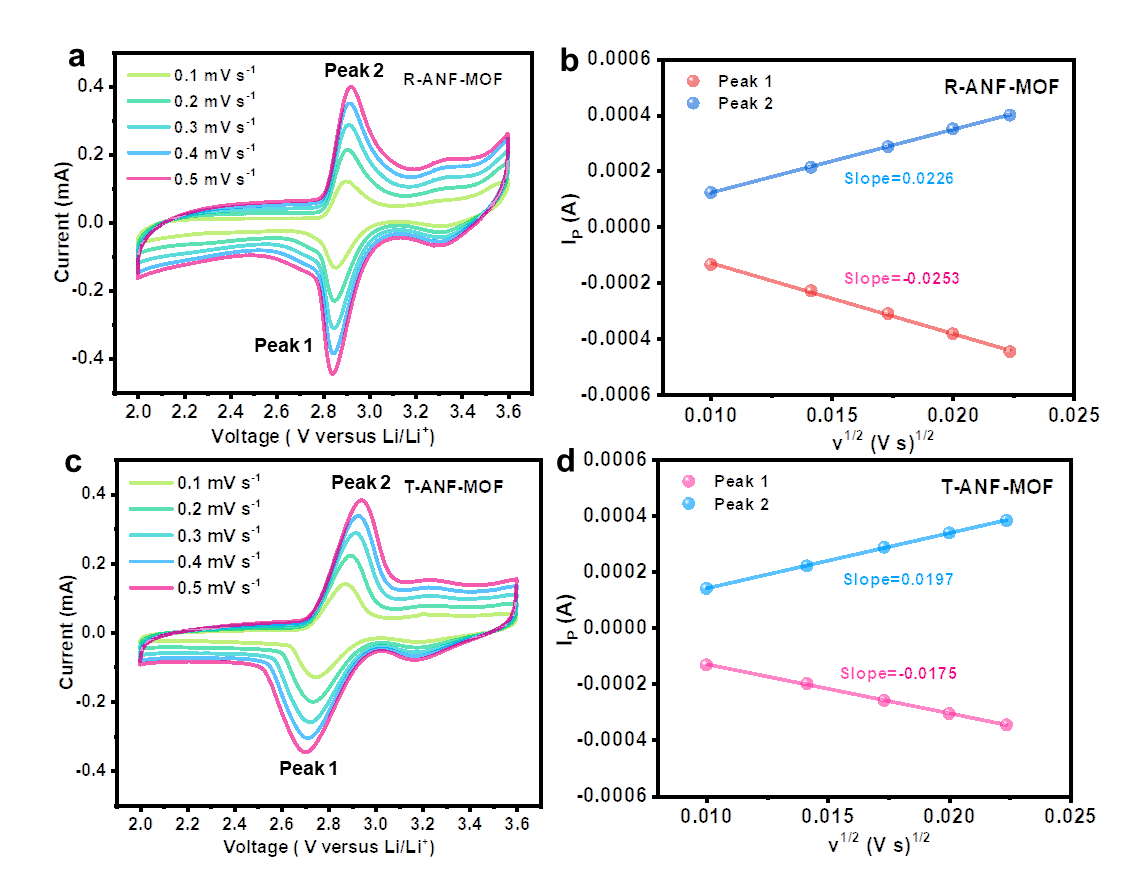 a
R-ANF-MOF
0.1 mV s⁻¹
0.2 mV s⁻¹
0.3 mV s⁻¹
0.4 mV s⁻¹
0.5 mV s⁻¹
Peak 2
Peak 1
0.4
0.2
0.0
-0.2
-0.4
Current (mA)
2.0 2.2 2.4 2.6 2.8 3.0 3.2 3.4 3.6
Voltage ( V versus Li/Li⁺)
b
R-ANF-MOF
Peak 1
Peak 2
Slope=0.0226
Slope=-0.0253
0.0006
0.0004
0.0002
0.0000
-0.0002
-0.0004
-0.0006
I_P (A)
0.010 0.015 0.020 0.025
v^1/2 (V s)^1/2
c
T-ANF-MOF
0.1 mV s⁻¹
0.2 mV s⁻¹
0.3 mV s⁻¹
0.4 mV s⁻¹
0.5 mV s⁻¹
Peak 2
Peak 1
0.4
0.2
0.0
-0.2
-0.4
Current (mA)
2.0 2.2 2.4 2.6 2.8 3.0 3.2 3.4 3.6
Voltage ( V versus Li/Li⁺)
d
T-ANF-MOF
Peak 1
Peak 2
Slope=0.0197
Slope=-0.0175
0.0006
0.0004
0.0002
0.0000
-0.0002
-0.0004
-0.0006
I_P (A)
0.010 0.015 0.020 0.025
v^1/2 (V s)^1/2